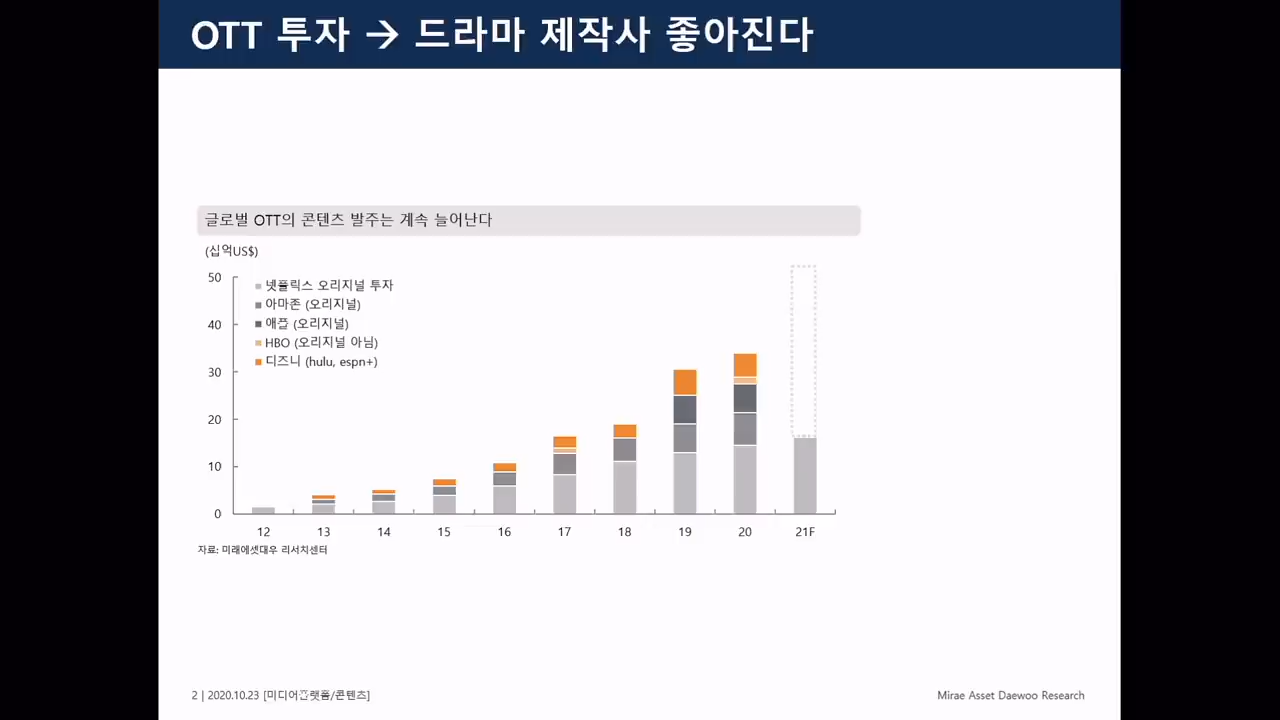 OTT 투자 → 드라마 제작사 좋아진다
글로벌 OTT의 콘텐츠 발주는 계속 늘어난다
(십억US$)
50
40
30
20
10
0
넷플릭스 오리지널 투자
아마존 (오리지널)
애플 (오리지널)
HBO (오리지널 아님)
디즈니 (hulu, espn+)
12 13 14 15 16 17 18 19 20 21F
자료: 미래에셋대우 리서치센터
2 | 2020.10.23 [미디어플랫폼/콘텐츠]
Mirae Asset Daewoo Research